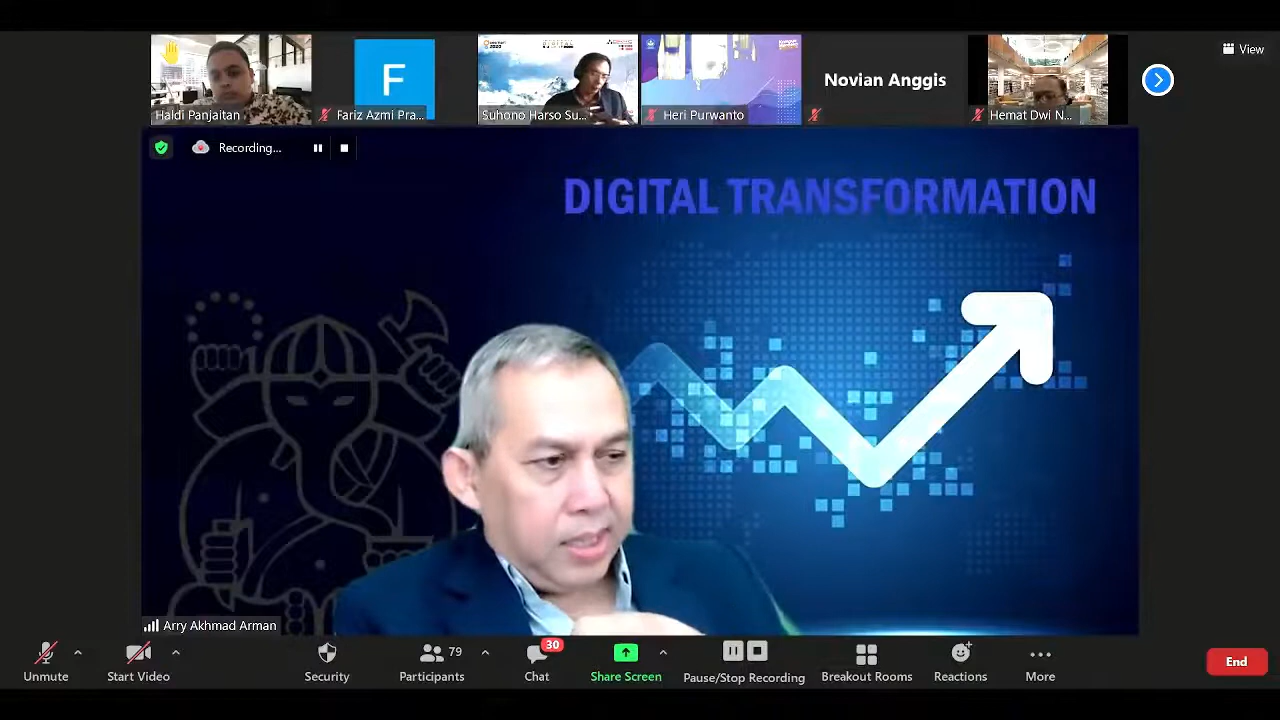 View
Haldi Panjaitan
F
Fariz Azmi Pra...
Suhono Harso Su...
Heri Purwanto
Novian Anggis
Hemat Dwi N...
Recording...
DIGITAL TRANSFORMATION
Arry Akhmad Arman
Unmute
Start Video
Security
79
Participants
30
Chat
Share Screen
Pause/Stop Recording
Breakout Rooms
Reactions
More
End